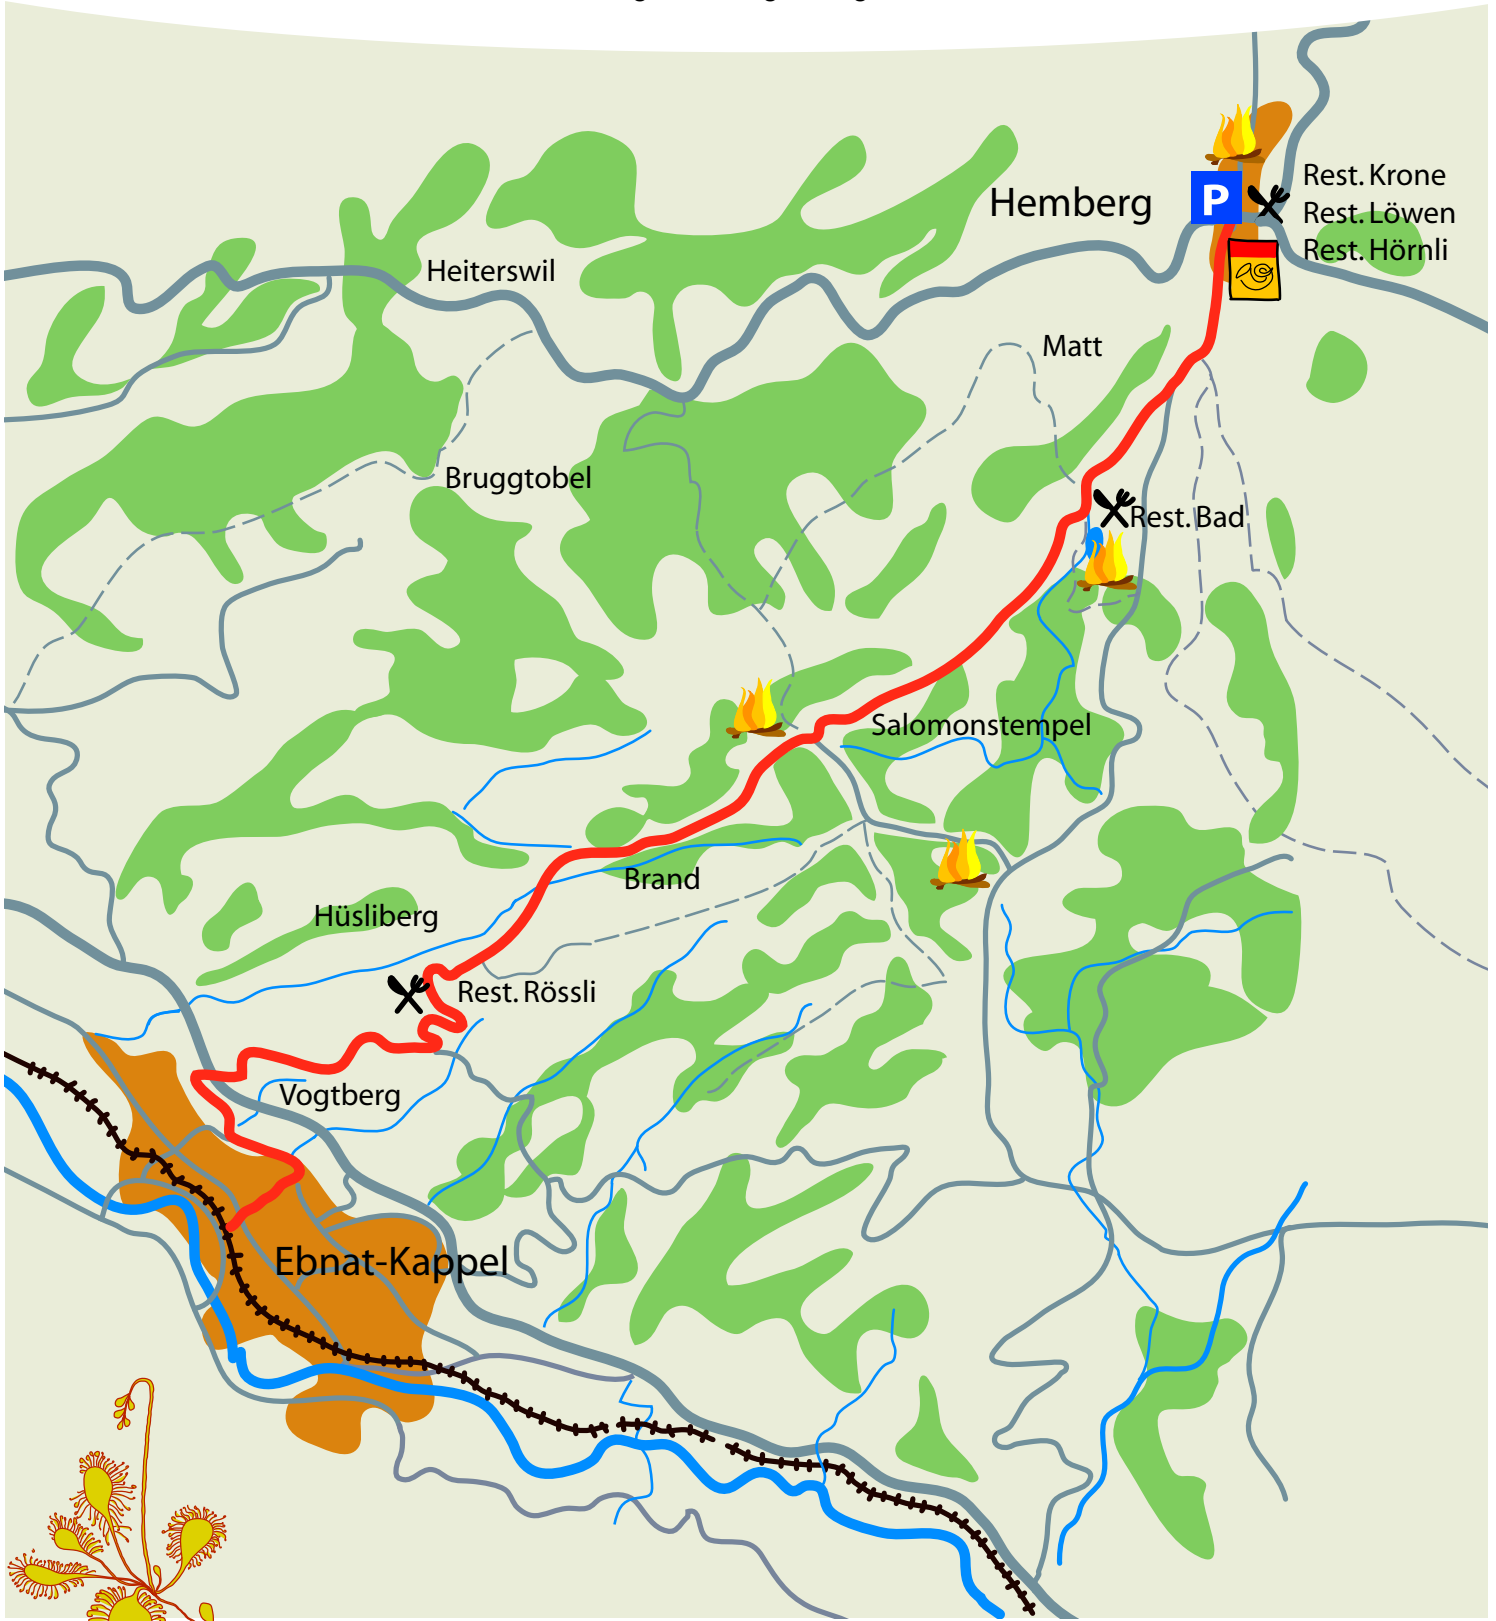 Hemberg
P
Rest. Krone
Rest. Löwen
Rest. Hörnli
Heiterswil
Matt
Bruggtobel
Rest. Bad
Salomonstempel
Brand
Hüsliberg
Rest. Rössli
Vogtberg
Ebnat-Kappel